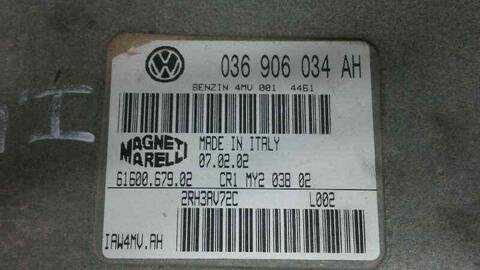 036 906 034 AH
BENZIN 4MV 001 4461
MAGNETI
MARELLI
MADE IN ITALY
07.02.02
61600.679.02 CR1 MY2 03B 02
2RH3AV72C L002
IAW4MV.AH